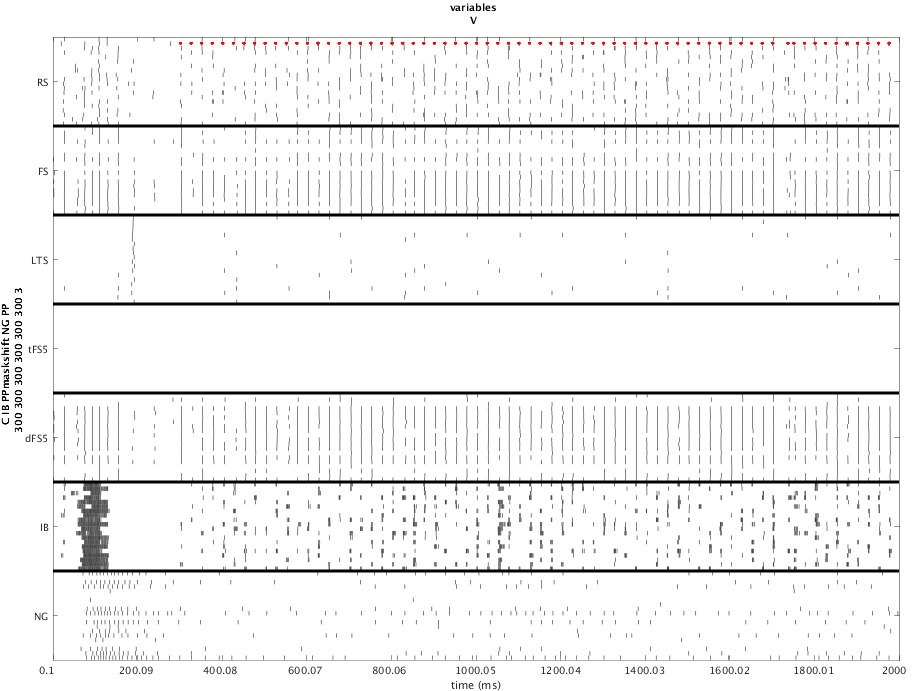 variables
V
C IB PPmaskshift NG PP
300 300 300 300 300 300 3
RS
FS
LTS
tFS5
dFS5
IB
NG
0.1 200.09 400.08 600.07 800.06 1000.05 1200.04 1400.03 1600.02 1800.01 2000
time (ms)